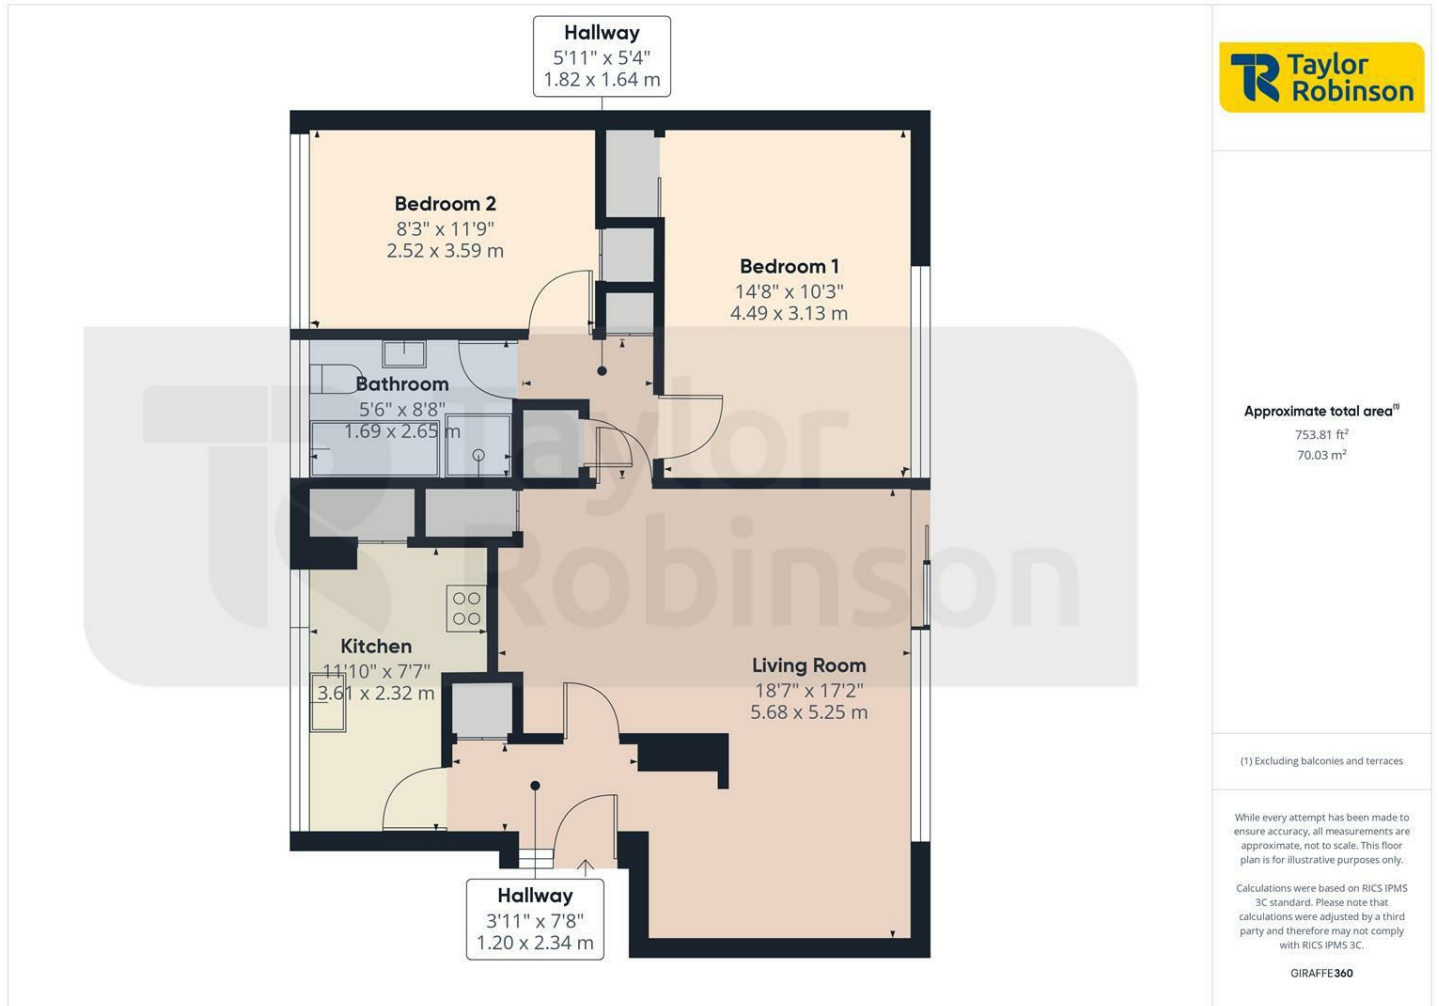 Hallway
5'11" x 5'4"
1.82 x 1.64 m
Taylor
Robinson
Bedroom 2
8'3" x 11'9"
2.52 x 3.59 m
Bedroom 1
14'8" x 10'3"
4.49 x 3.13 m
Bathroom
5'6" x 8'8"
1.69 x 2.65 m
Taylor
Robinson
Kitchen
11'10" x 7'7"
3.61 x 2.32 m
Living Room
18'7" x 17'2"
5.68 x 5.25 m
Hallway
3'11" x 7'8"
1.20 x 2.34 m
Approximate total area(1)
753.81 ft²
70.03 m²
(1) Excluding balconies and terraces
While every attempt has been made to
ensure accuracy, all measurements are
approximate, not to scale. This floor
plan is for illustrative purposes only.
Calculations were based on RICS IPMS
3C standard. Please note that
calculations were adjusted by a third
party and therefore may not comply
with RICS IPMS 3C.
GIRAFFE360